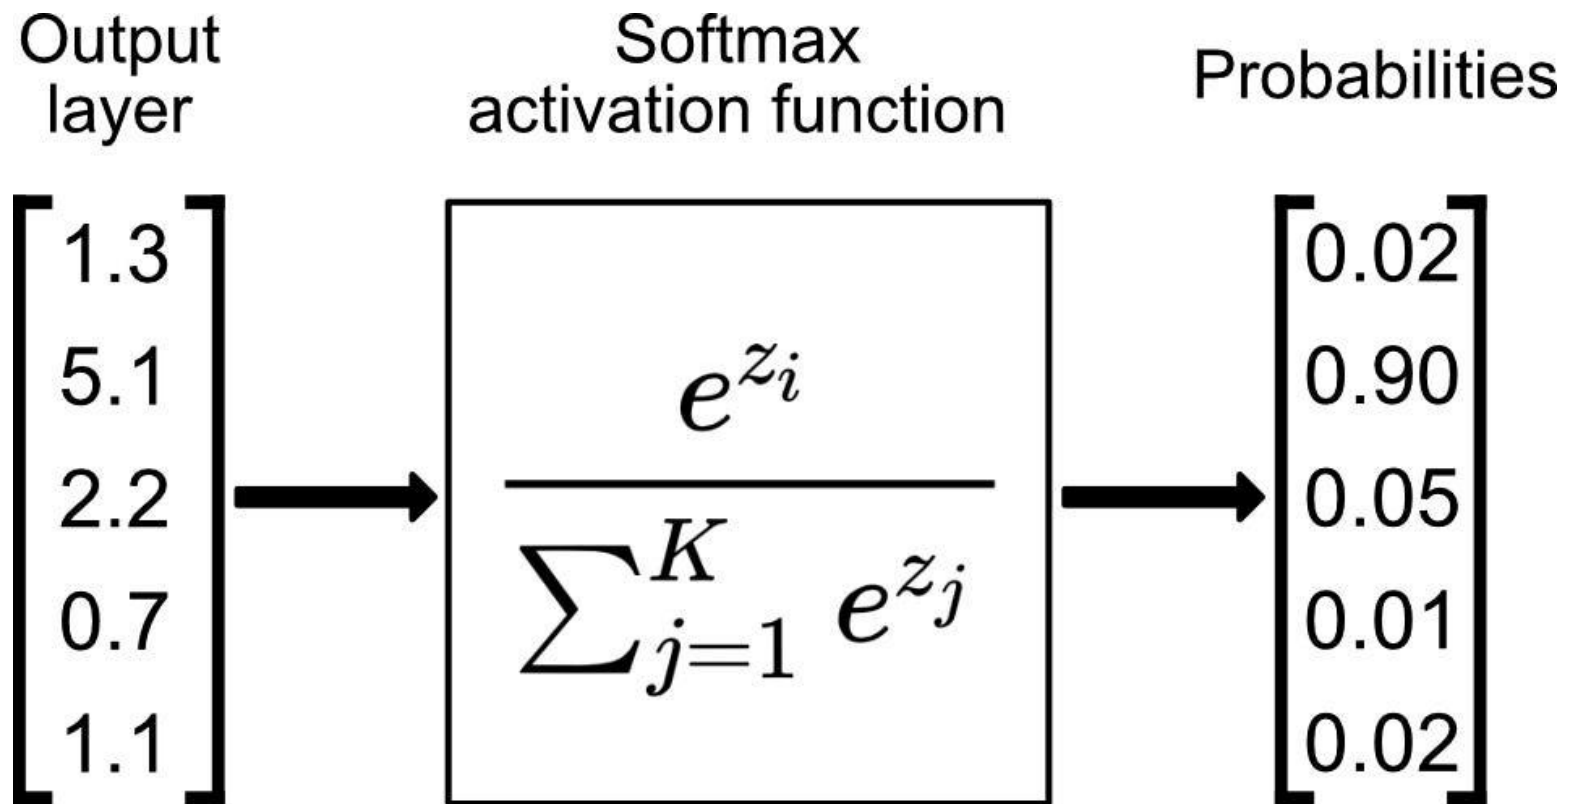 Output
layer
Softmax
activation function
Probabilities
1.3
5.1
2.2
0.7
1.1
e^{z_i}
∑_{j=1}^{K} e^{z_j}
0.02
0.90
0.05
0.01
0.02